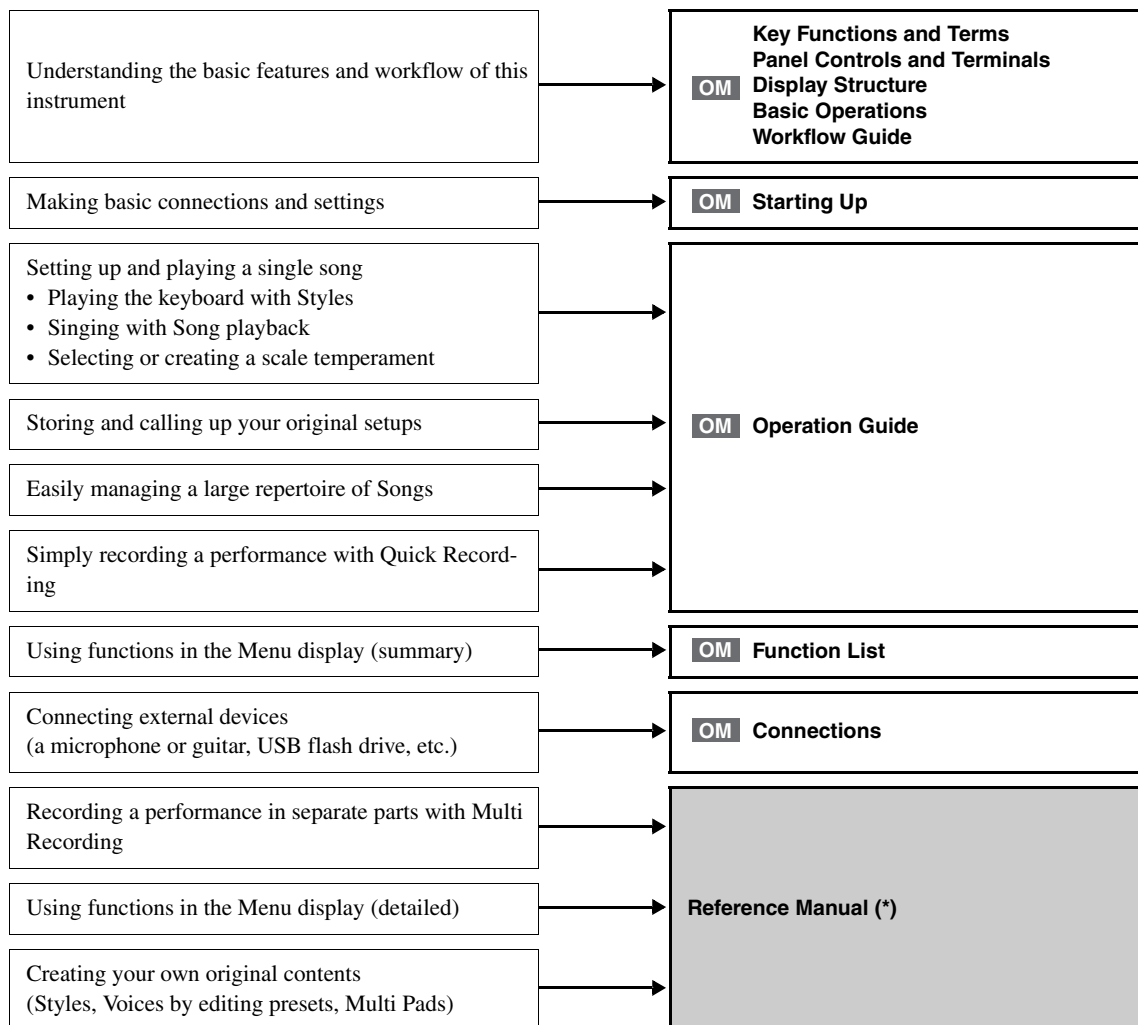 Understanding the basic features and workflow of this
instrument
Key Functions and Terms
Panel Controls and Terminals
OM Display Structure
Basic Operations
Workflow Guide
Making basic connections and settings
OM Starting Up
Setting up and playing a single song
• Playing the keyboard with Styles
• Singing with Song playback
• Selecting or creating a scale temperament
Storing and calling up your original setups
OM Operation Guide
Easily managing a large repertoire of Songs
Simply recording a performance with Quick Record-
ing
Using functions in the Menu display (summary)
OM Function List
Connecting external devices
(a microphone or guitar, USB flash drive, etc.)
OM Connections
Recording a performance in separate parts with Multi
Recording
Using functions in the Menu display (detailed)
Reference Manual (*)
Creating your own original contents
(Styles, Voices by editing presets, Multi Pads)